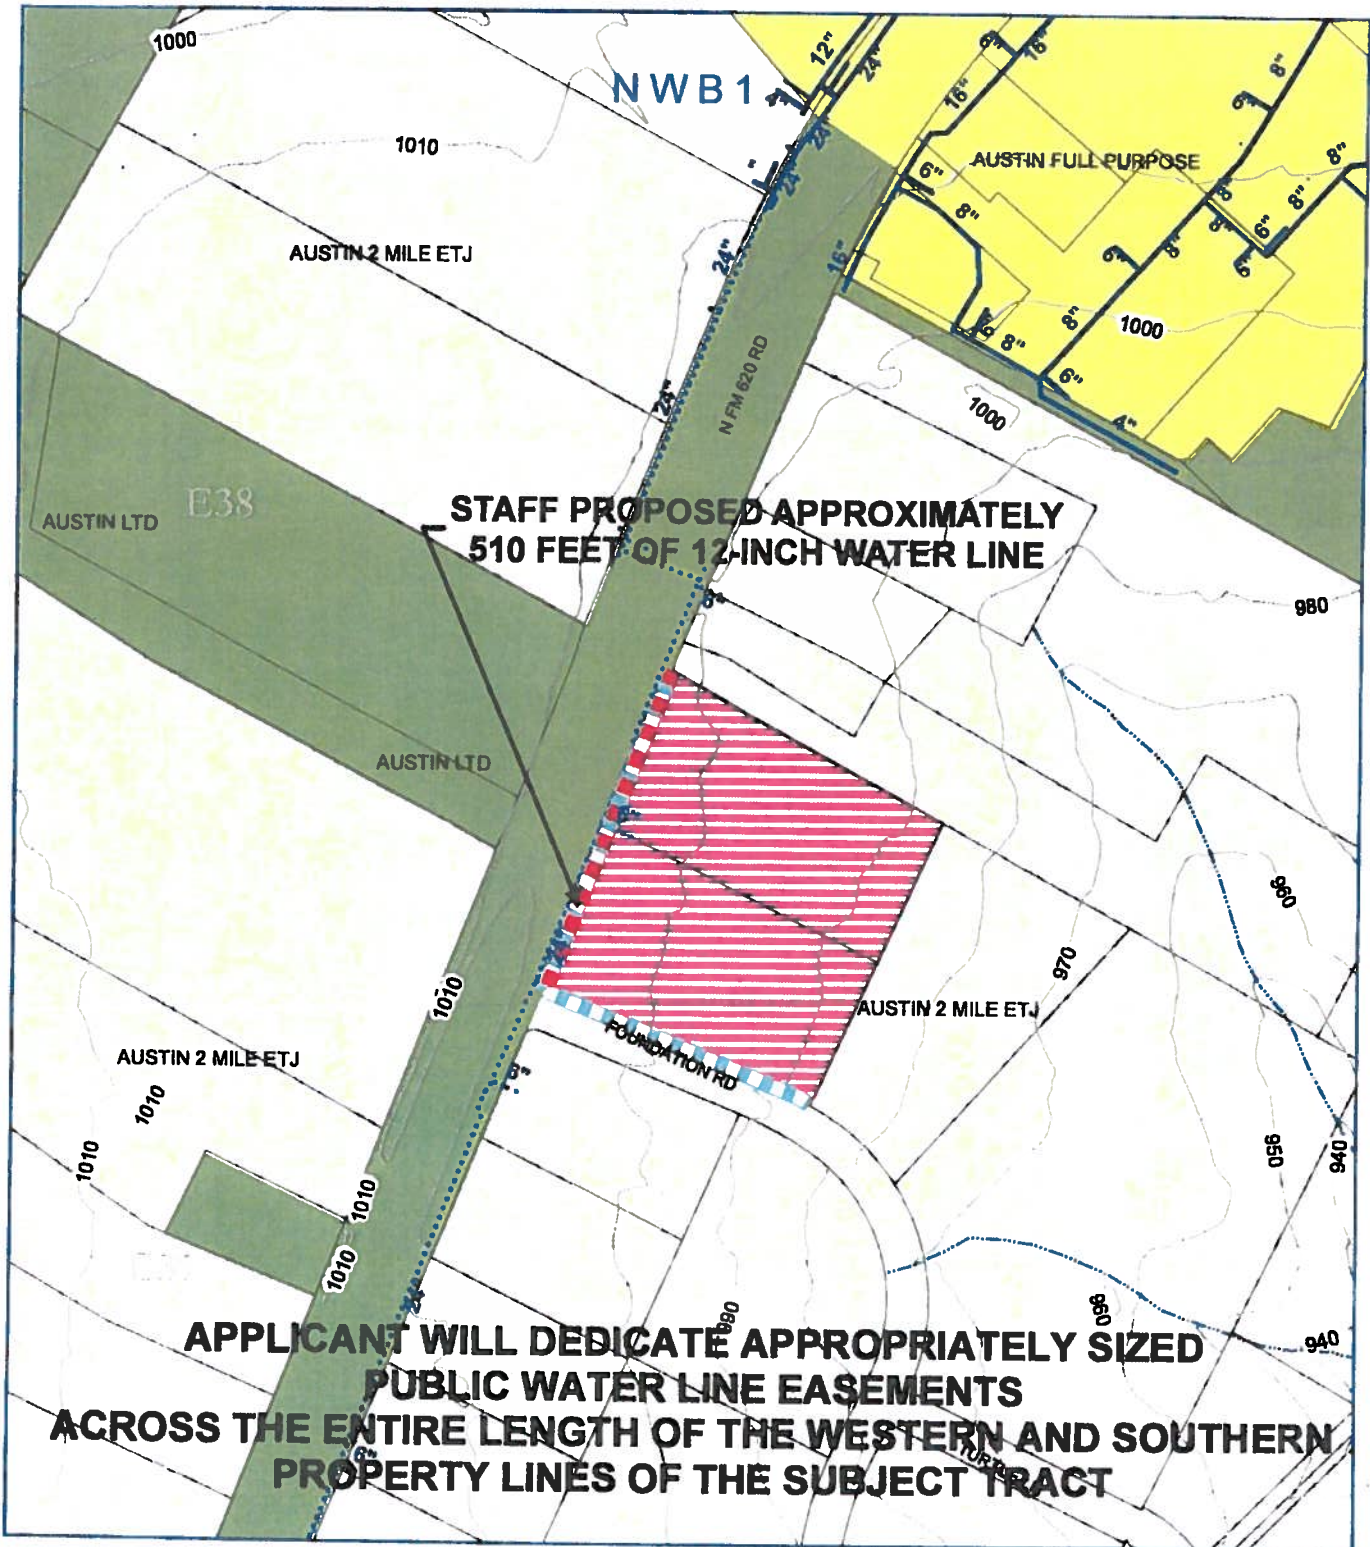 1000
NWB1
12"
24"
6"
16"
16"
8"
6"
1010
24"
AUSTIN FULL PURPOSE
8"
6"
24"
8"
8"
8"
AUSTIN 2 MILE ETJ
24"
16"
8"
6"
6"
8"
6"
8"
8"
1000
24"
N FM 620 RD
6"
1000
4"
E38
AUSTIN LTD
STAFF PROPOSED APPROXIMATELY
510 FEET OF 12-INCH WATER LINE
980
AUSTIN LTD
960
970
1010
AUSTIN 2 MILE ETJ
FOUNDATION RD
AUSTIN 2 MILE ETJ
1010
1010
950
940
1010
1010
24"
990
960
940
APPLICANT WILL DEDICATE APPROPRIATELY SIZED
PUBLIC WATER LINE EASEMENTS
ACROSS THE ENTIRE LENGTH OF THE WESTERN AND SOUTHERN
PROPERTY LINES OF THE SUBJECT TRACT